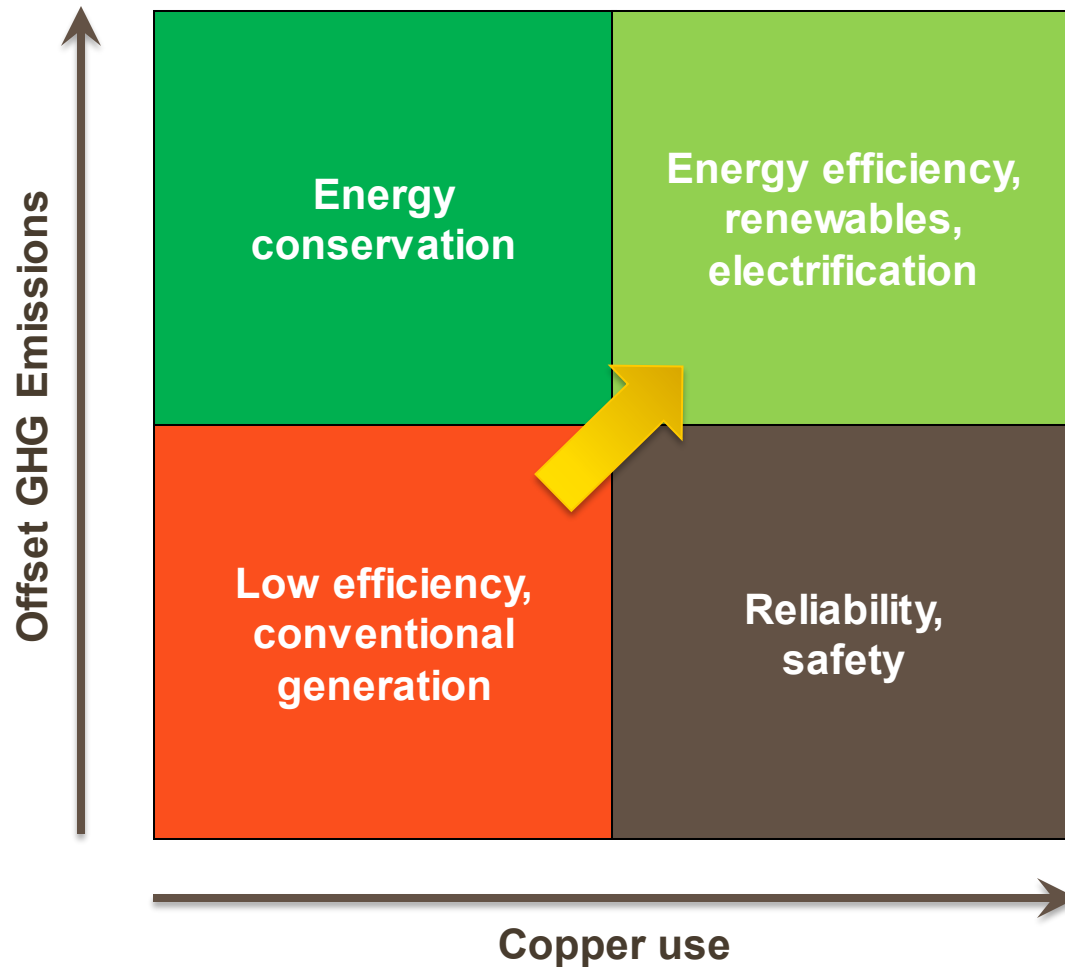 Offset GHG Emissions
Energy
conservation
Energy efficiency,
renewables,
electrification
Low efficiency,
conventional
generation
Reliability,
safety
Copper use